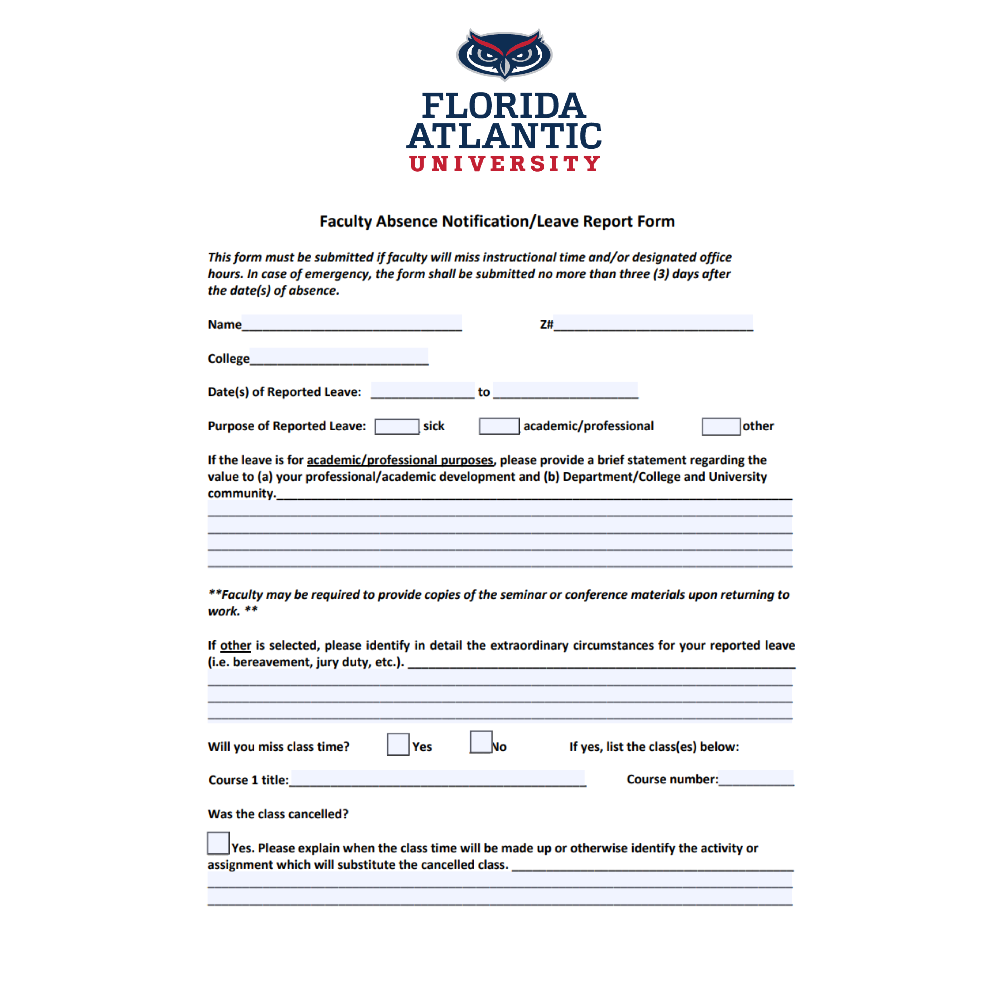 FLORIDA
ATLANTIC
UNIVERSITY
Faculty Absence Notification/Leave Report Form
This form must be submitted if faculty will miss instructional time and/or designated office
hours. In case of emergency, the form shall be submitted no more than three (3) days after
the date(s) of absence.
Name________________________________ Z#_____________________________
College__________________________
Date(s) of Reported Leave: _______________ to _____________________
Purpose of Reported Leave: sick academic/professional other
If the leave is for academic/professional purposes, please provide a brief statement regarding the
value to (a) your professional/academic development and (b) Department/College and University
community.
**Faculty may be required to provide copies of the seminar or conference materials upon returning to
work. **
If other is selected, please identify in detail the extraordinary circumstances for your reported leave
(i.e. bereavement, jury duty, etc.).
Will you miss class time? Yes No If yes, list the class(es) below:
Course 1 title: Course number:
Was the class cancelled?
Yes. Please explain when the class time will be made up or otherwise identify the activity or
assignment which will substitute the cancelled class.